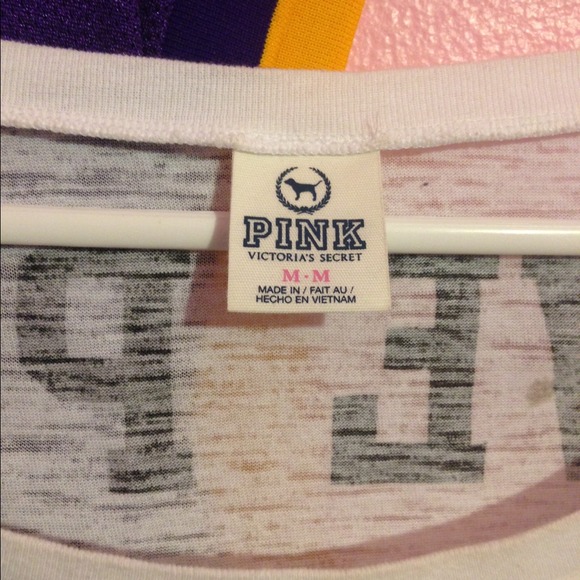 PINK
VICTORIA'S SECRET
M·M
MADE IN / FAIT AU /
HECHO EN VIETNAM